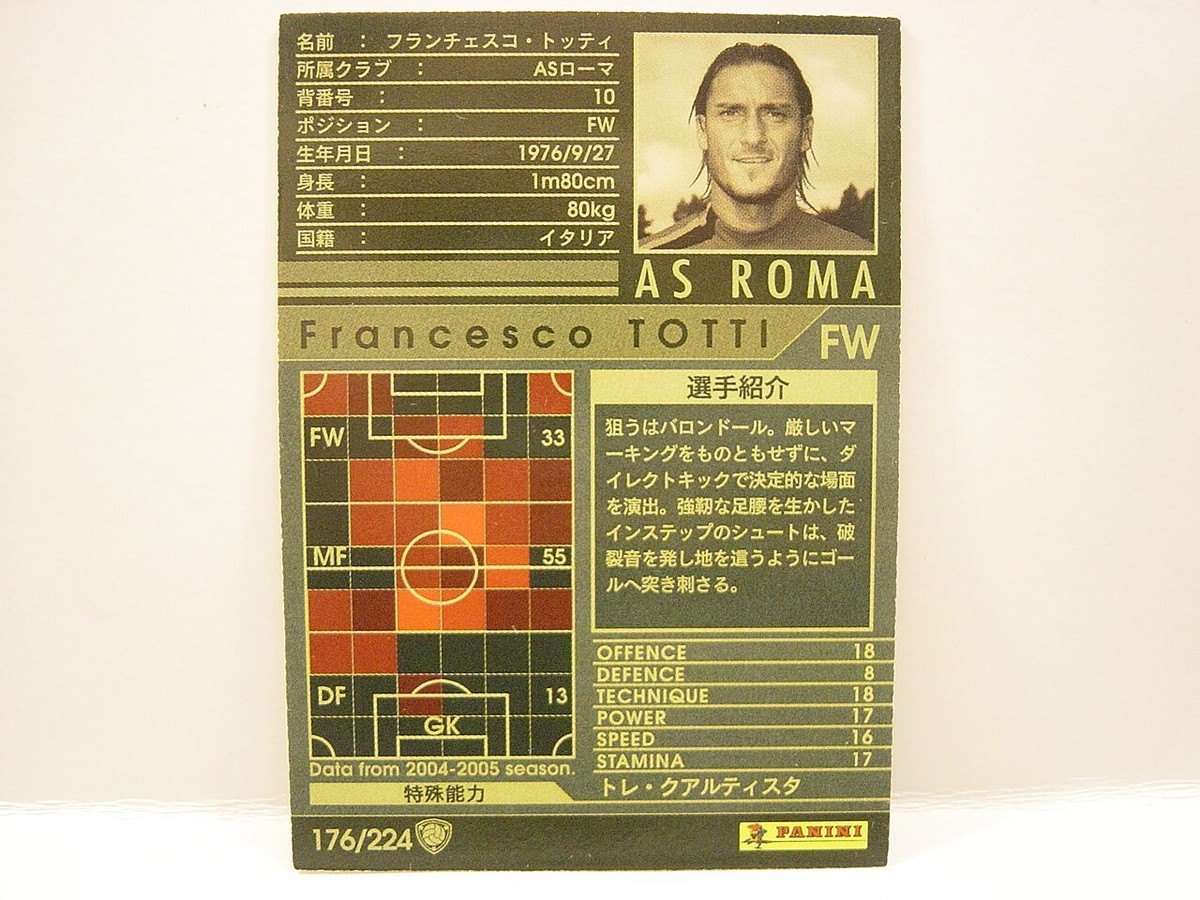 名前 : フランチェスコ・トッティ
所属クラブ : ASローマ
背番号 : 10
ポジション : FW
生年月日 : 1976/9/27
身長 : 1m80cm
体重 : 80kg
国籍 : イタリア
AS ROMA
Francesco TOTTI FW
FW 33
MF 55
DF 13
GK
Data from 2004-2005 season.
選手紹介
狙うはバロンドール。厳しいマ
ーキングをものともせずに、ダ
イレクトキックで決定的な場面
を演出。強靭な足腰を生かした
インステップのシュートは、破
裂音を発し地を這うようにゴー
ルへ突き刺さる。
OFFENCE 18
DEFENCE 8
TECHNIQUE 18
POWER 17
SPEED 16
STAMINA 17
特殊能力 トレ・クアルティスタ
176/224 PANINI